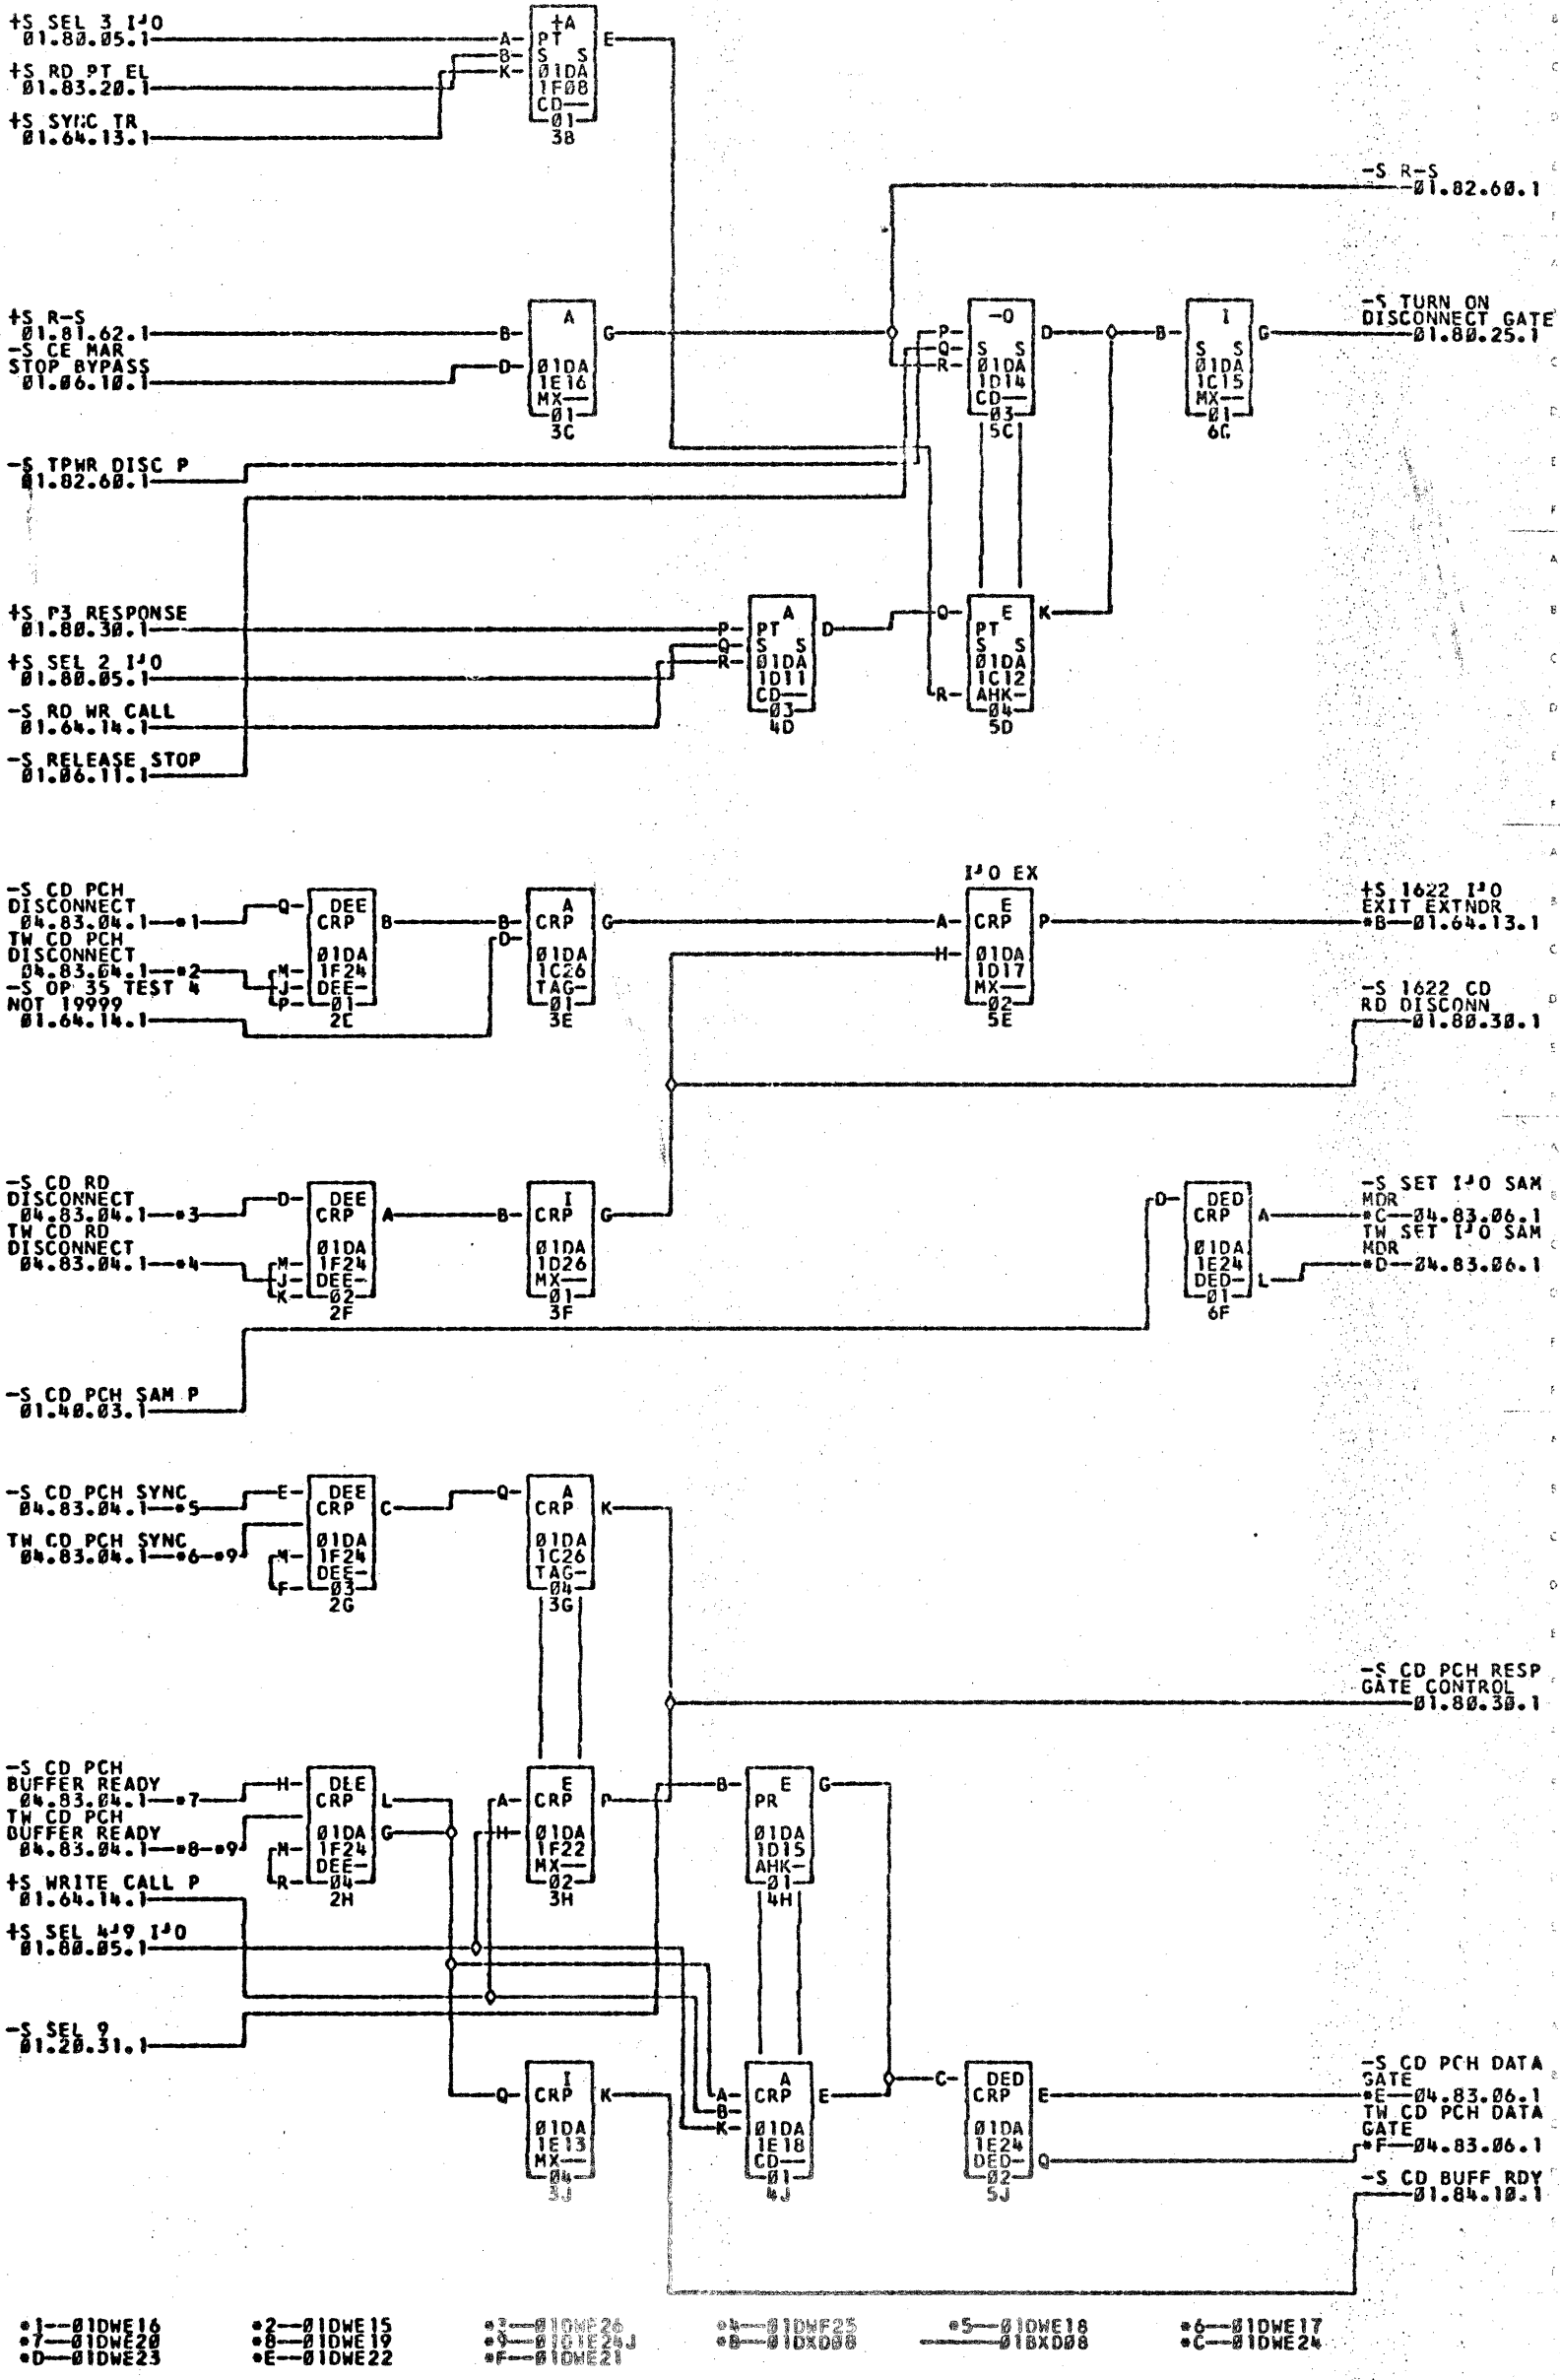 +S SEL 3 I⅃O
01.80.05.1
+S RD PT EL
01.83.20.1
+S SYNC TR
01.64.13.1
A
B
K
+A
PT
S S
01DA
1F08
CD
01
3B
E
-S R-S
01.82.60.1
+S R-S
01.81.62.1
-S CE MAR
STOP BYPASS
01.06.10.1
B
D
A
01DA
1E16
MX
01
3C
G
P
Q
R
-O
S S
01DA
1D14
CD
03
5C
D
B
I
S S
01DA
1C15
MX
01
G
-S TURN ON
DISCONNECT GATE
01.80.25.1
-S TPWR DISC P
01.82.60.1
+S P3 RESPONSE
01.80.30.1
+S SEL 2 I⅃O
01.80.05.1
-S RD WR CALL
01.64.14.1
-S RELEASE STOP
01.06.11.1
P
Q
R
A
PT
S S
01DA
1D11
CD
03
4D
D
R
E
PT
S S
01DA
1C12
AHK-
04
5D
K
-S CD PCH
DISCONNECT
04.83.04.1—*1
TW CD PCH
DISCONNECT
04.83.04.1—*2
-S OP 35 TEST 4
NOT 19999
01.64.14.1
Q
M
J
P
DEE
CRP
01DA
1F24
DEE-
01
2E
B
B
D
A
CRP
01DA
1C26
TAG-
01
3E
G
I⅃O EX
A
H
E
CRP
01DA
1D17
MX
02
5E
P
+S 1622 I⅃O
EXIT EXTNDR
*B—01.64.13.1
-S 1622 CD
RD DISCONN
01.80.30.1
-S CD RD
DISCONNECT
04.83.04.1—*3
TW CD RD
DISCONNECT
04.83.04.1—*4
D
M
J
K
DEE
CRP
01DA
1F24
DEE-
02
2F
A
B
I
CRP
01DA
1D26
MX
01
3F
G
D
DED
CRP
01DA
1E24
DED-
01
6F
A
L
-S SET I⅃O SAM
MDR
*C—04.83.06.1
TW SET I⅃O SAM
MDR
*D—04.83.06.1
-S CD PCH SAM P
01.40.03.1
-S CD PCH SYNC
04.83.04.1—*5
TW CD PCH SYNC
04.83.04.1—*6—*9
E
M
F
DEE
CRP
01DA
1F24
DEE-
03
2G
C
Q
A
CRP
01DA
1C26
TAG-
04
3G
K
-S CD PCH RESP
GATE CONTROL
01.80.30.1
-S CD PCH
BUFFER READY
04.83.04.1—*7
TW CD PCH
BUFFER READY
04.83.04.1—*8—*9
+S WRITE CALL P
01.64.14.1
+S SEL 4⅃9 I⅃O
01.80.05.1
-S SEL 9
01.20.31.1
H
M
R
CRP
01DA
1F24
DEE-
04
2H
L
G
A
H
E
CRP
01DA
1F22
MX
02
3H
P
B
E
PR
01DA
1D15
AHK-
01
4H
G
Q
I
CRP
01DA
1E13
MX
04
3J
K
A
B
K
A
CRP
01DA
1E18
CD
01
4J
E
C
DED
CRP
01DA
1E24
DED-
02
5J
E
Q
-S CD PCH DATA
GATE
*E—04.83.06.1
TW CD PCH DATA
GATE
*F—04.83.06.1
-S CD BUFF RDY
01.84.10.1
*1—01DWE16 *2—01DWE15 *3—01DWE26 *5—01DWE18 *6—01DWE17
*7—01DWE20 *8—01DWE19 *B—01DXD08 01BXD08 *C—01DWE24
*D—01DWE23 *E—01DWE22 *F—01DWE21